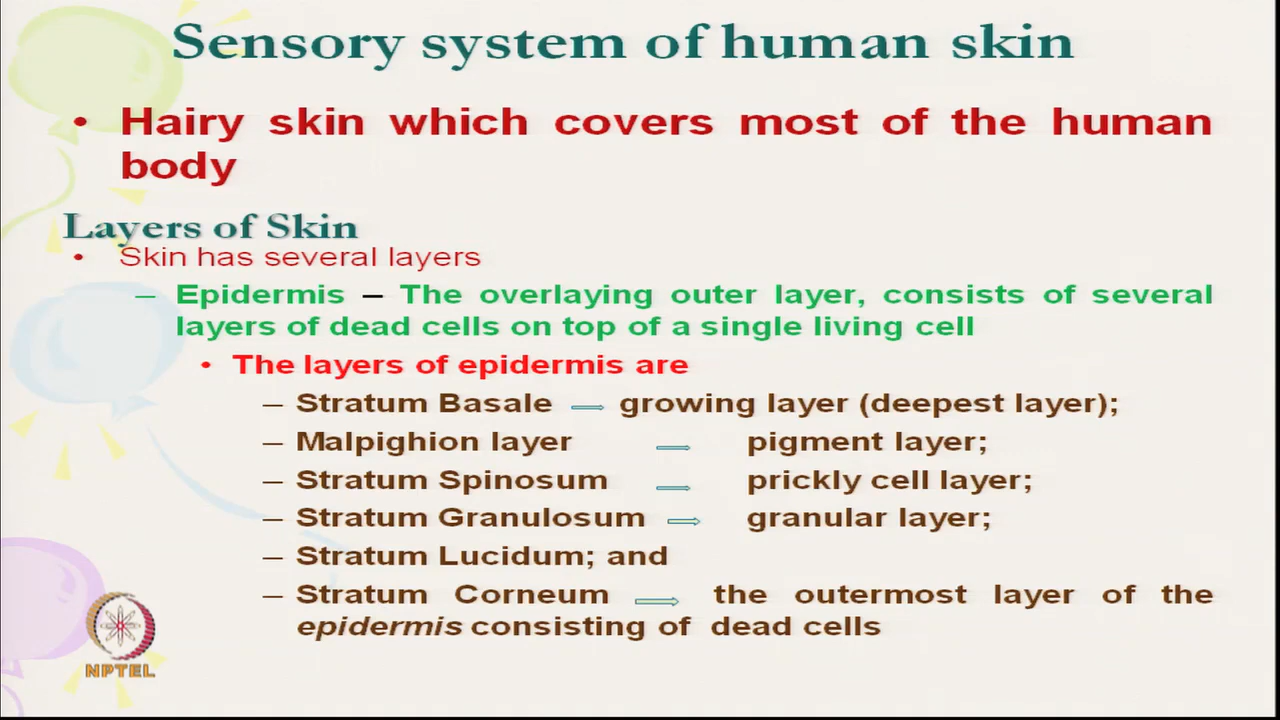 Sensory system of human skin
• Hairy skin which covers most of the human
body
Layers of Skin
• Skin has several layers
– Epidermis – The overlaying outer layer, consists of several
layers of dead cells on top of a single living cell
• The layers of epidermis are
– Stratum Basale ⇒ growing layer (deepest layer);
– Malpighion layer ⇒ pigment layer;
– Stratum Spinosum ⇒ prickly cell layer;
– Stratum Granulosum ⇒ granular layer;
– Stratum Lucidum; and
– Stratum Corneum ⇒ the outermost layer of the
epidermis consisting of dead cells
NPTEL